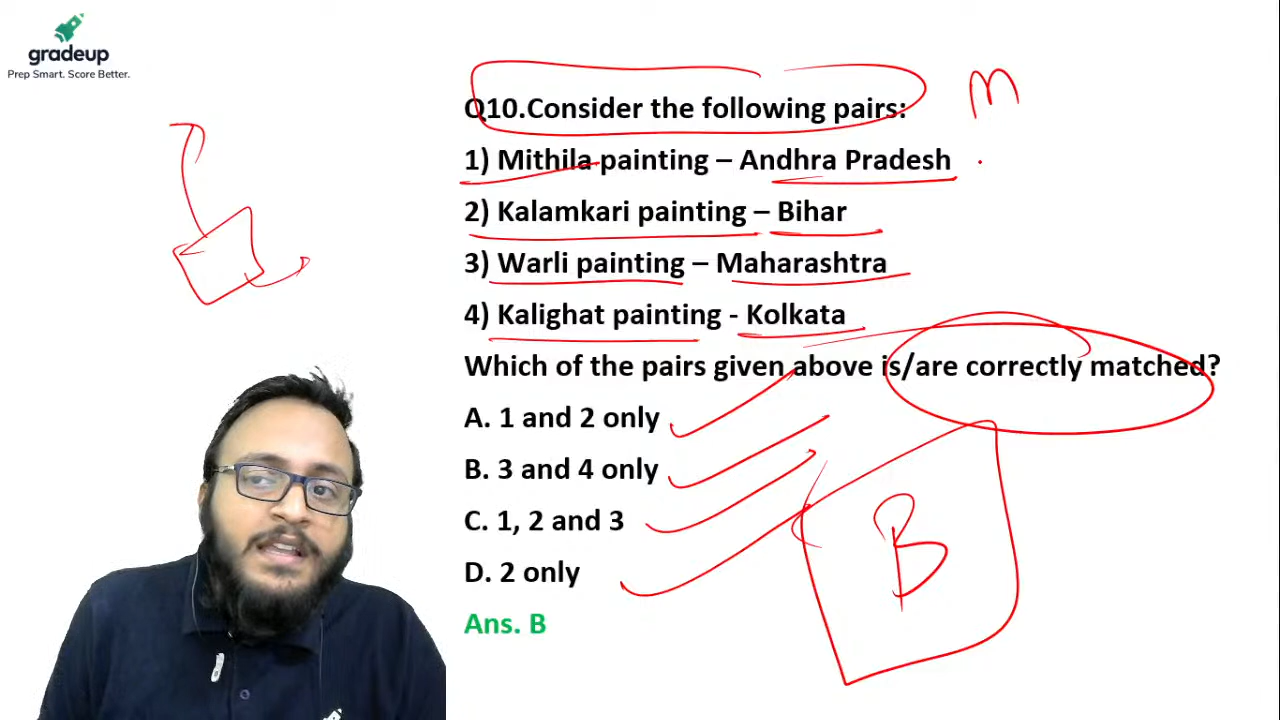 gradeup
Prep Smart. Score Better.
Q10.Consider the following pairs:
M
1) Mithila painting – Andhra Pradesh
2) Kalamkari painting – Bihar
3) Warli painting – Maharashtra
4) Kalighat painting - Kolkata
Which of the pairs given above is/are correctly matched?
A. 1 and 2 only
B. 3 and 4 only
C. 1, 2 and 3
D. 2 only
B
Ans. B